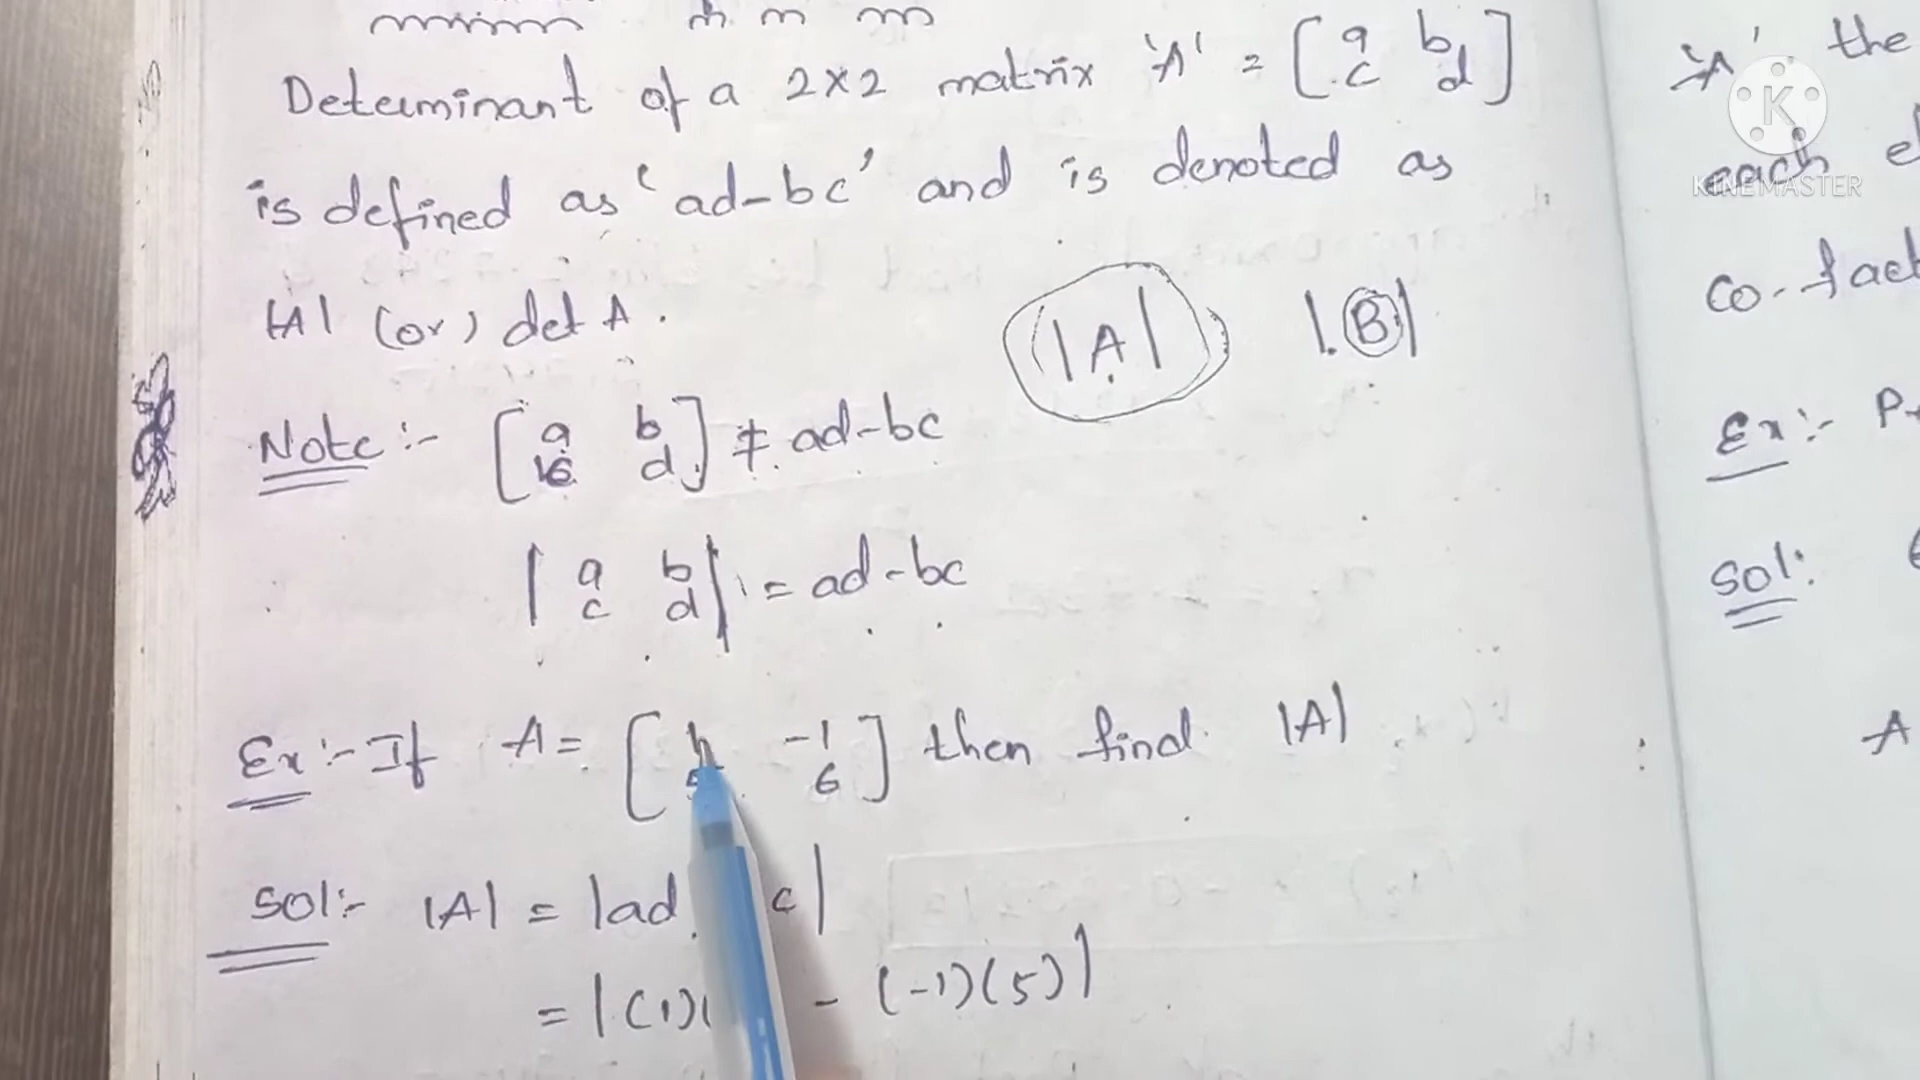 Determinant of a 2×2 matrix 'A' = [a b
c d]
is defined as 'ad-bc' and is denoted as
|A| (or) det A.
|A| |B|
Note:- [a b
c d] ≠ ad-bc
|a b
c d| = ad-bc
Ex:- If A = [1 -1
5 6] then find |A|
Sol:- |A| = |ad c|
= |(1)( - (-1)(5)|
'A' the
each
co-fact
Ex:-
Sol:
A
KINEMASTER